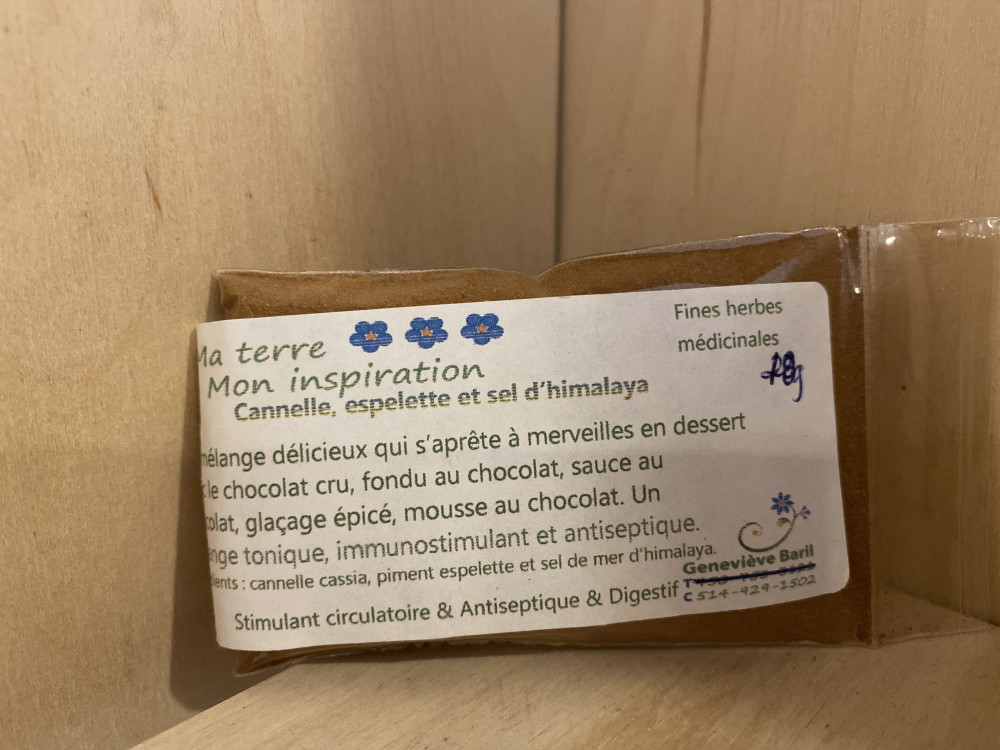 Ma terre
Mon inspiration
Cannelle, espelette et sel d'himalaya
Fines herbes
médicinales
mélange délicieux qui s'aprête à merveilles en dessert
le chocolat cru, fondu au chocolat, sauce au
olat, glaçage épicé, mousse au chocolat. Un
nge tonique, immunostimulant et antiseptique.
ients : cannelle cassia, piment espelette et sel de mer d'himalaya.
Stimulant circulatoire & Antiseptique & Digestif
Geneviève Baril
T
C 514-929-1502